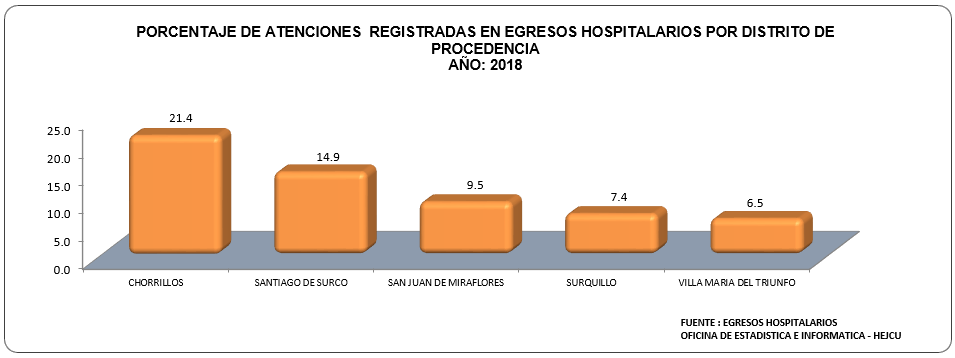 PORCENTAJE DE ATENCIONES REGISTRADAS EN EGRESOS HOSPITALARIOS POR DISTRITO DE
PROCEDENCIA
AÑO: 2018
21.4
14.9
9.5
7.4
6.5
25.0
20.0
15.0
10.0
5.0
0.0
CHORRILLOS
SANTIAGO DE SURCO
SAN JUAN DE MIRAFLORES
SURQUILLO
VILLA MARIA DEL TRIUNFO
FUENTE : EGRESOS HOSPITALARIOS
OFICINA DE ESTADISTICA E INFORMATICA - HEJCU